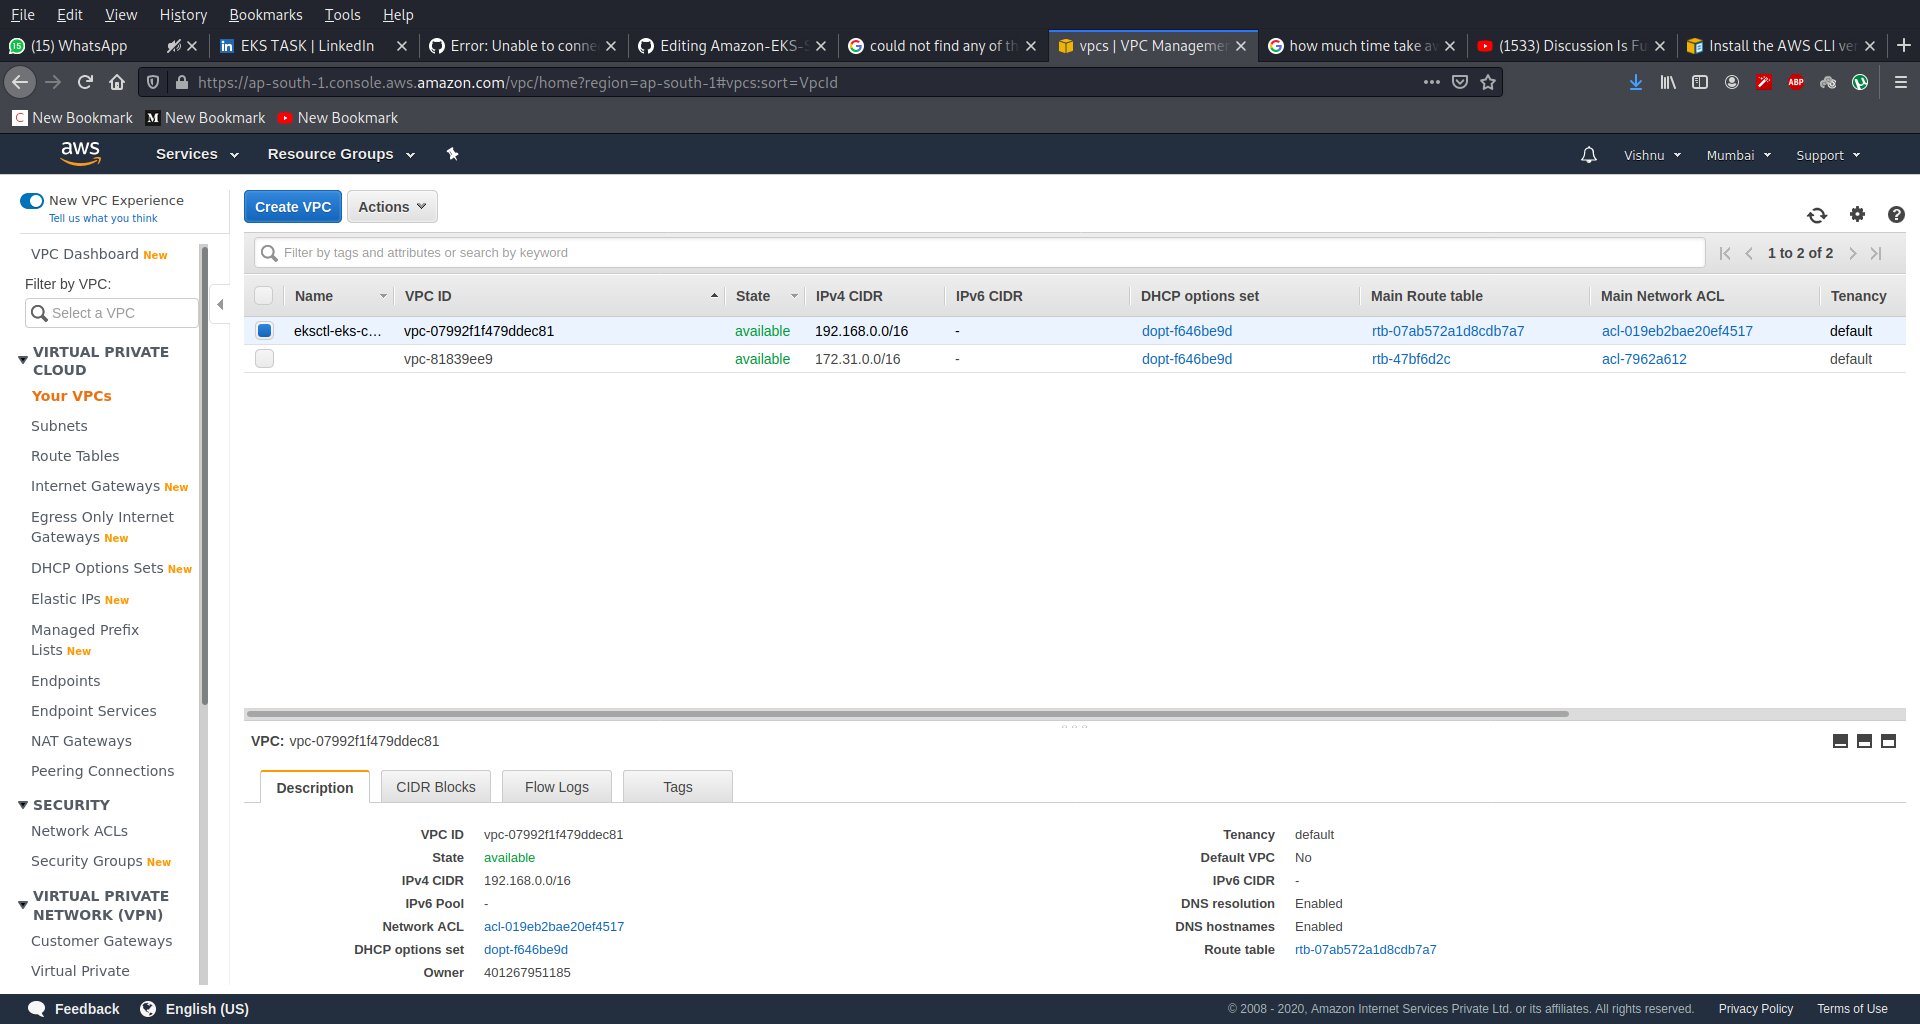 File Edit View History Bookmarks Tools Help
(15) WhatsApp
EKS TASK | LinkedIn
Error: Unable to conne
Editing Amazon-EKS-S
could not find any of th
vpcs | VPC Manageme
how much time take a
(1533) Discussion Is Fu
Install the AWS CLI ve
https://ap-south-1.console.aws.amazon.com/vpc/home?region=ap-south-1#vpcs:sort=VpcId
ABP
C New Bookmark M New Bookmark New Bookmark
aws Services Resource Groups Vishnu Mumbai Support
New VPC Experience
Tell us what you think
VPC Dashboard New
Filter by VPC:
Select a VPC
VIRTUAL PRIVATE
CLOUD
Your VPCs
Subnets
Route Tables
Internet Gateways New
Egress Only Internet
Gateways New
DHCP Options Sets New
Elastic IPs New
Managed Prefix
Lists New
Endpoints
Endpoint Services
NAT Gateways
Peering Connections
SECURITY
Network ACLs
Security Groups New
VIRTUAL PRIVATE
NETWORK (VPN)
Customer Gateways
Virtual Private
Create VPC Actions
Filter by tags and attributes or search by keyword
1 to 2 of 2
Name VPC ID State IPv4 CIDR IPv6 CIDR DHCP options set Main Route table Main Network ACL Tenancy
eksctl-eks-c... vpc-07992f1f479ddec81 available 192.168.0.0/16 - dopt-f646be9d rtb-07ab572a1d8cdb7a7 acl-019eb2bae20ef4517 default
vpc-81839ee9 available 172.31.0.0/16 - dopt-f646be9d rtb-47bf6d2c acl-7962a612 default
VPC: vpc-07992f1f479ddec81
Description CIDR Blocks Flow Logs Tags
VPC ID vpc-07992f1f479ddec81
State available
IPv4 CIDR 192.168.0.0/16
IPv6 Pool -
Network ACL acl-019eb2bae20ef4517
DHCP options set dopt-f646be9d
Owner 401267951185
Tenancy default
Default VPC No
IPv6 CIDR -
DNS resolution Enabled
DNS hostnames Enabled
Route table rtb-07ab572a1d8cdb7a7
Feedback English (US)
© 2008 - 2020, Amazon Internet Services Private Ltd. or its affiliates. All rights reserved. Privacy Policy Terms of Use